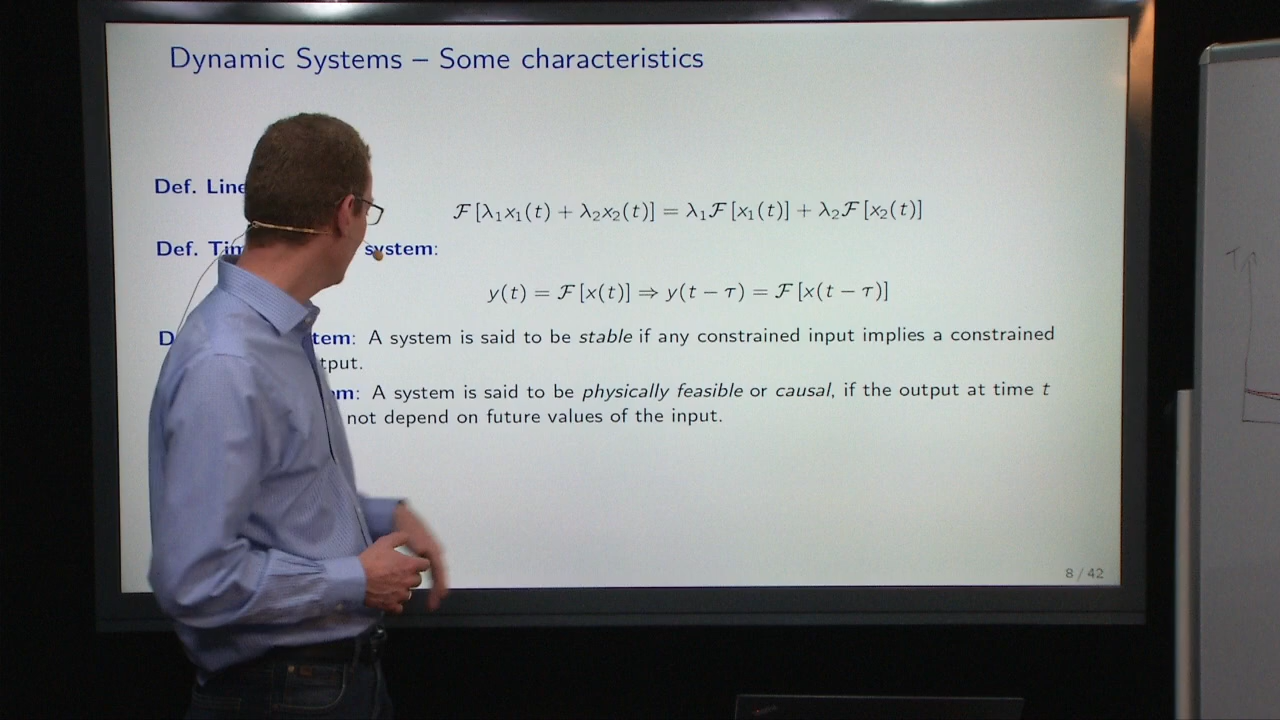 Dynamic Systems – Some characteristics
Def. Line
𝓕 [λ₁x₁(t) + λ₂x₂(t)] = λ₁𝓕 [x₁(t)] + λ₂𝓕 [x₂(t)]
Def. Tim system:
y(t) = 𝓕 [x(t)] ⇒ y(t − τ) = 𝓕 [x(t − τ)]
D tem: A system is said to be stable if any constrained input implies a constrained
tput.
m: A system is said to be physically feasible or causal, if the output at time t
not depend on future values of the input.
8 / 42